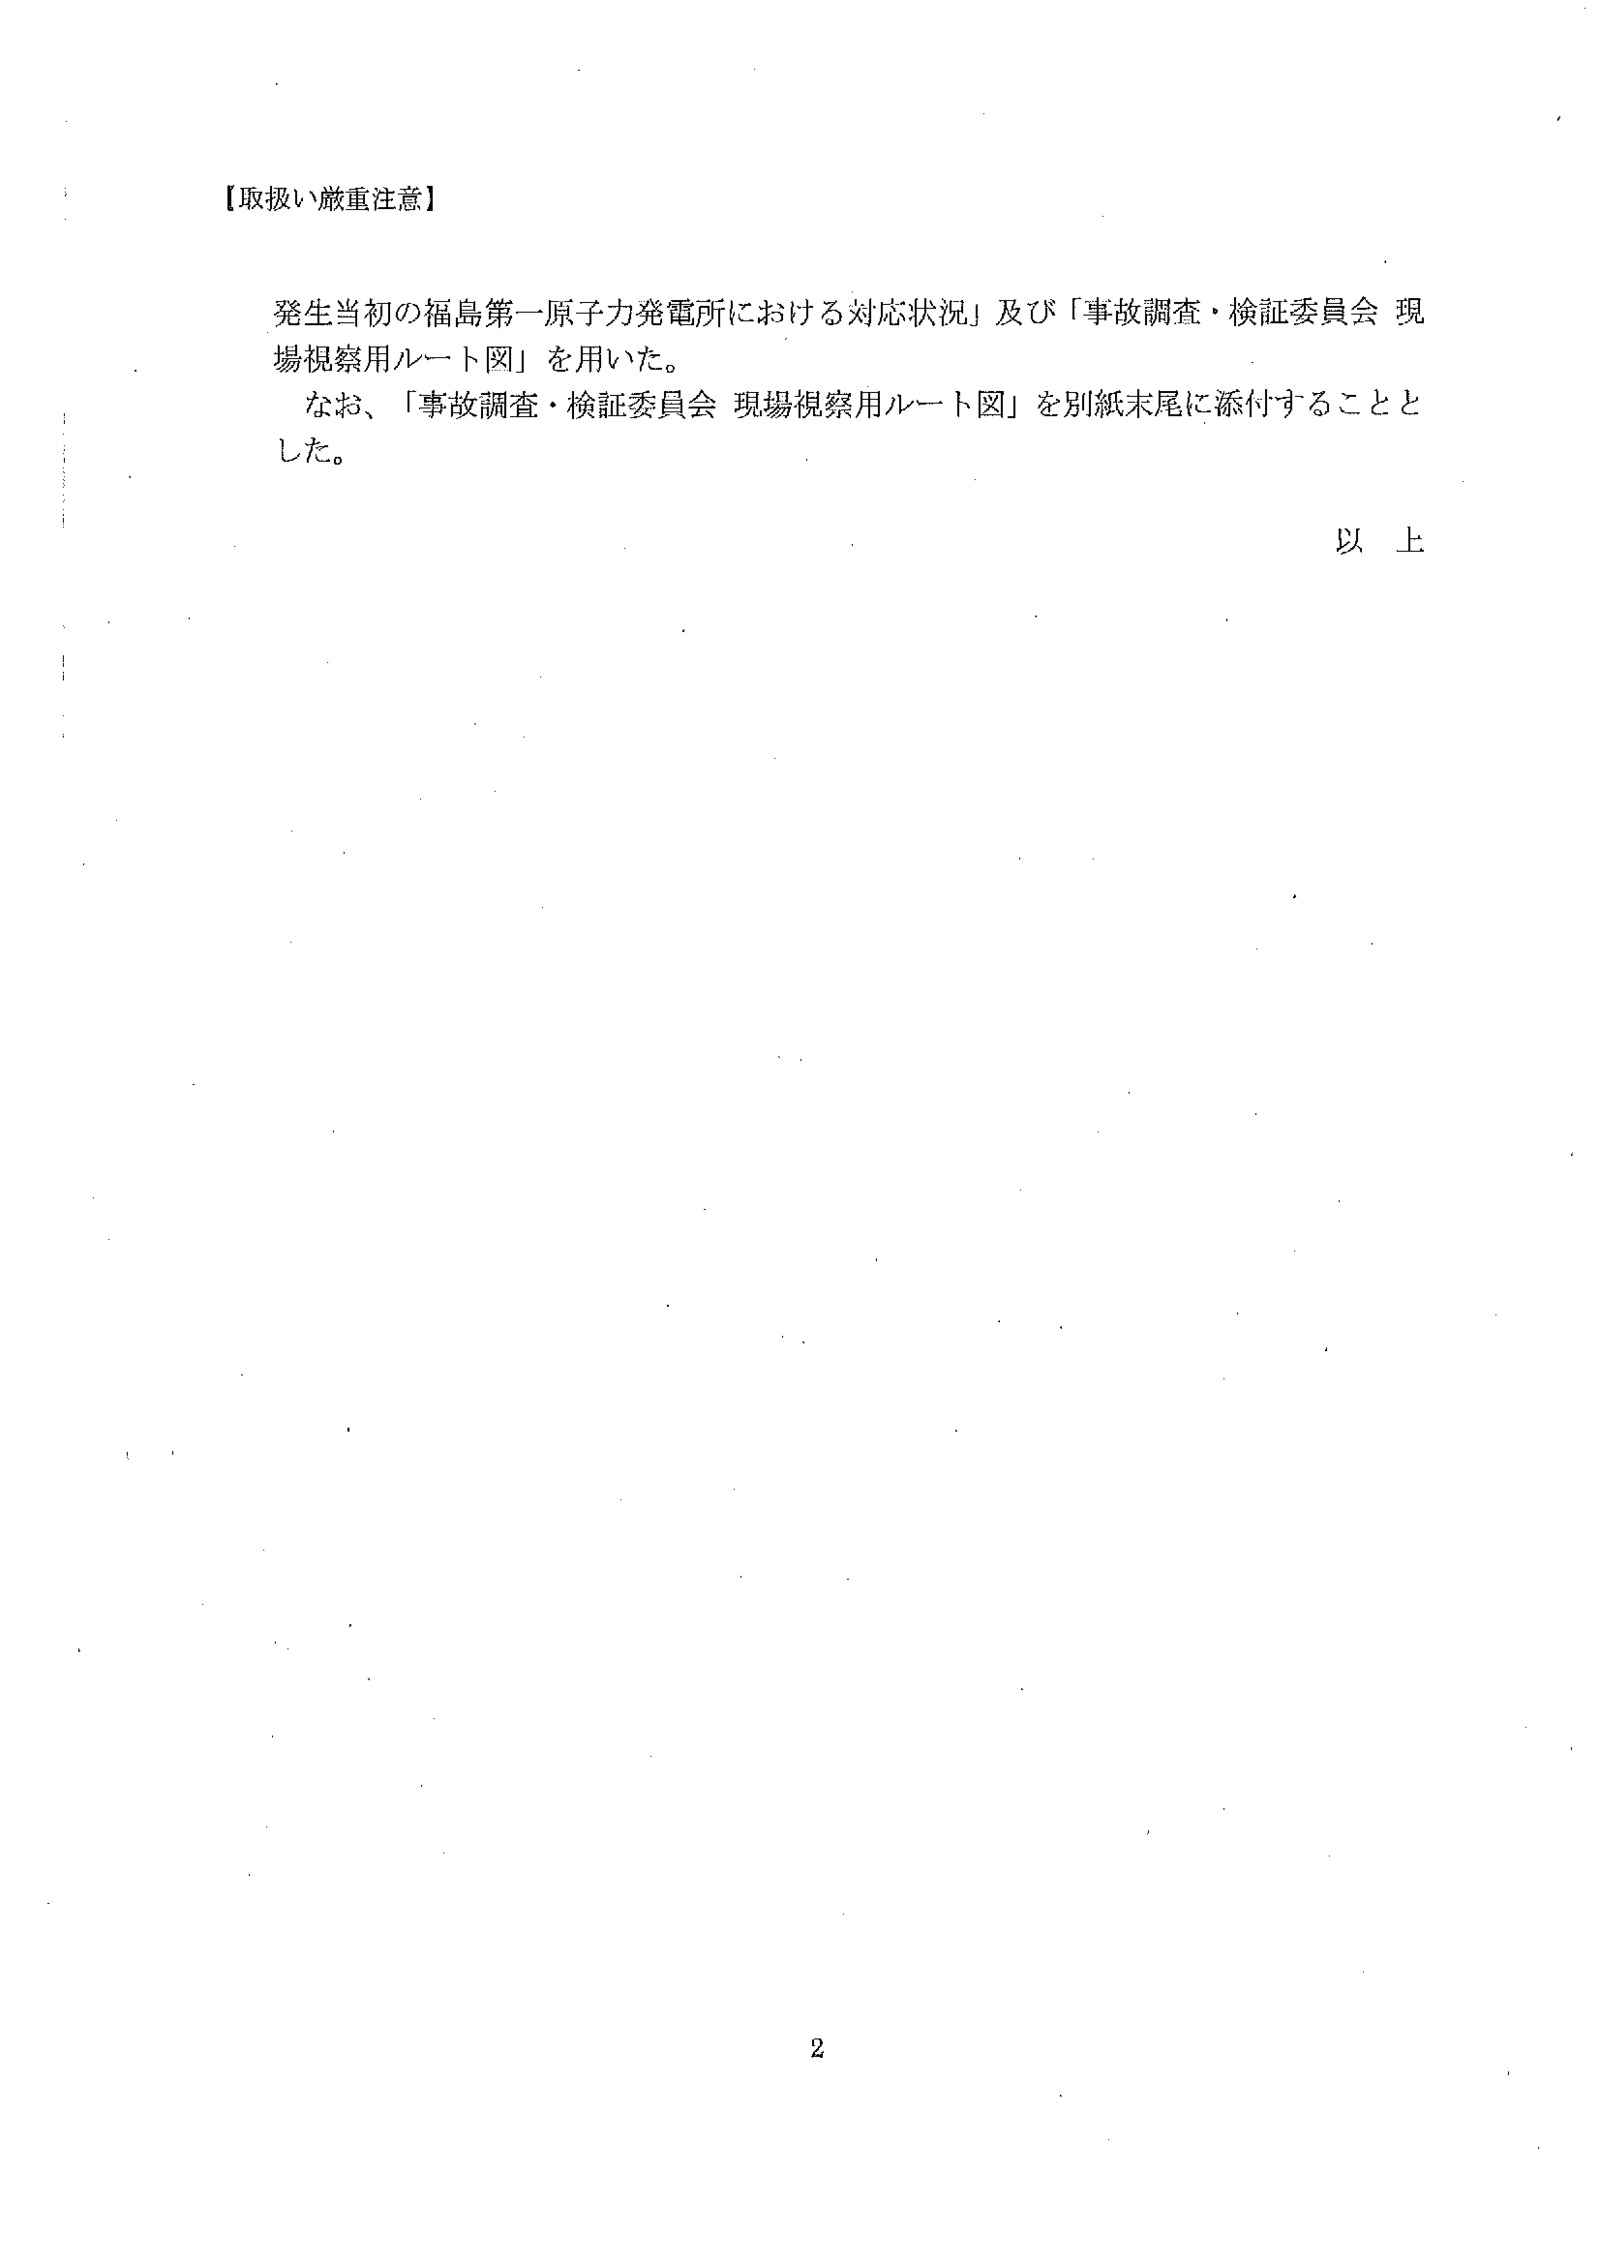 【取扱い厳重注意】
発生当初の福島第一原子力発電所における対応状況」及び「事故調査・検証委員会 現
場視察用ルート図」を用いた。
なお、「事故調査・検証委員会 現場視察用ルート図」を別紙末尾に添付することと
した。
以 上
2